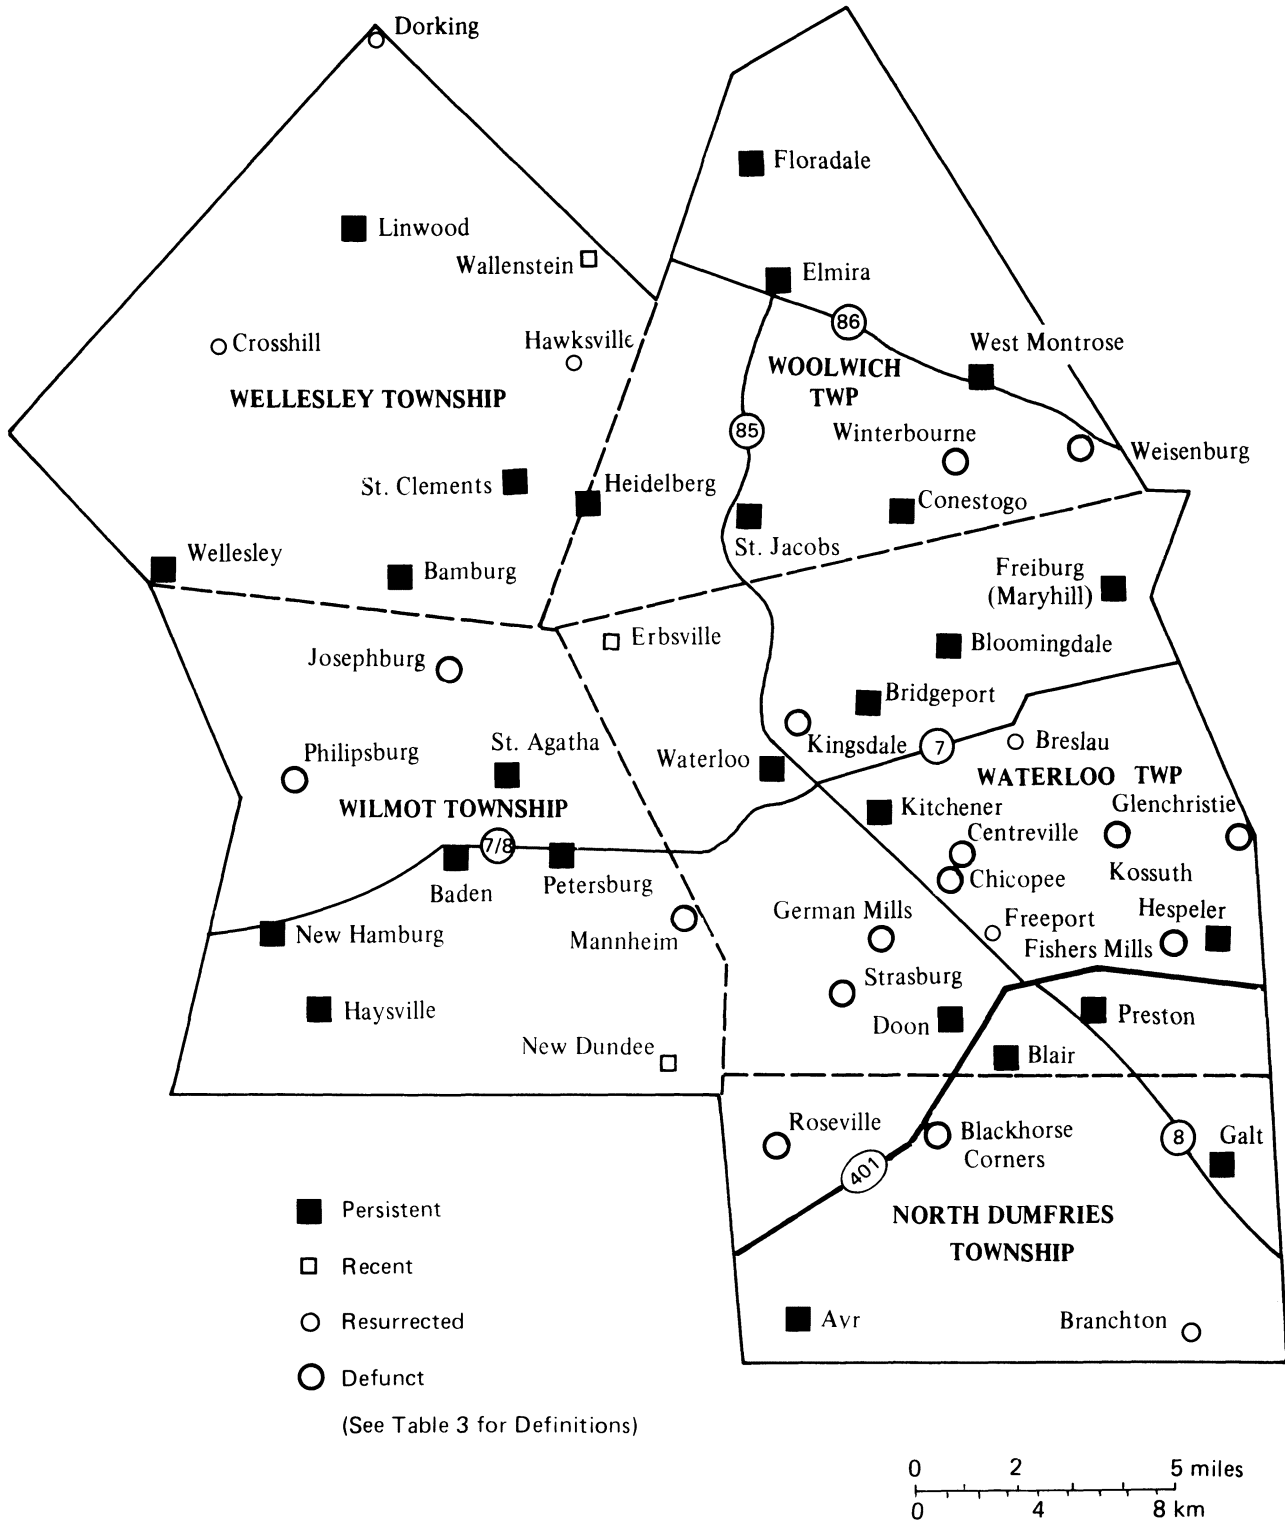 Dorking
Floradale
Linwood
Wallenstein
Elmira
86
Crosshill
Hawksville
West Montrose
WELLESLEY TOWNSHIP
WOOLWICH
TWP
85
Winterbourne
Weisenburg
St. Clements
Heidelberg
Conestogo
St. Jacobs
Wellesley
Bamburg
Freiburg
(Maryhill)
Erbsville
Bloomingdale
Josephburg
Bridgeport
Philipsburg
St. Agatha
Waterloo
Kingsdale
7
Breslau
WATERLOO TWP
WILMOT TOWNSHIP
Kitchener
Glenchristie
Centreville
7/8
Baden
Petersburg
Chicopee
Kossuth
German Mills
Freeport
Hespeler
New Hamburg
Mannheim
Fishers Mills
Strasburg
Haysville
Doon
Preston
New Dundee
Blair
Roseville
Blackhorse
Corners
8
Galt
401
NORTH DUMFRIES
TOWNSHIP
Ayr
Branchton
Persistent
Recent
Resurrected
Defunct
(See Table 3 for Definitions)
0 2 5 miles
0 4 8 km